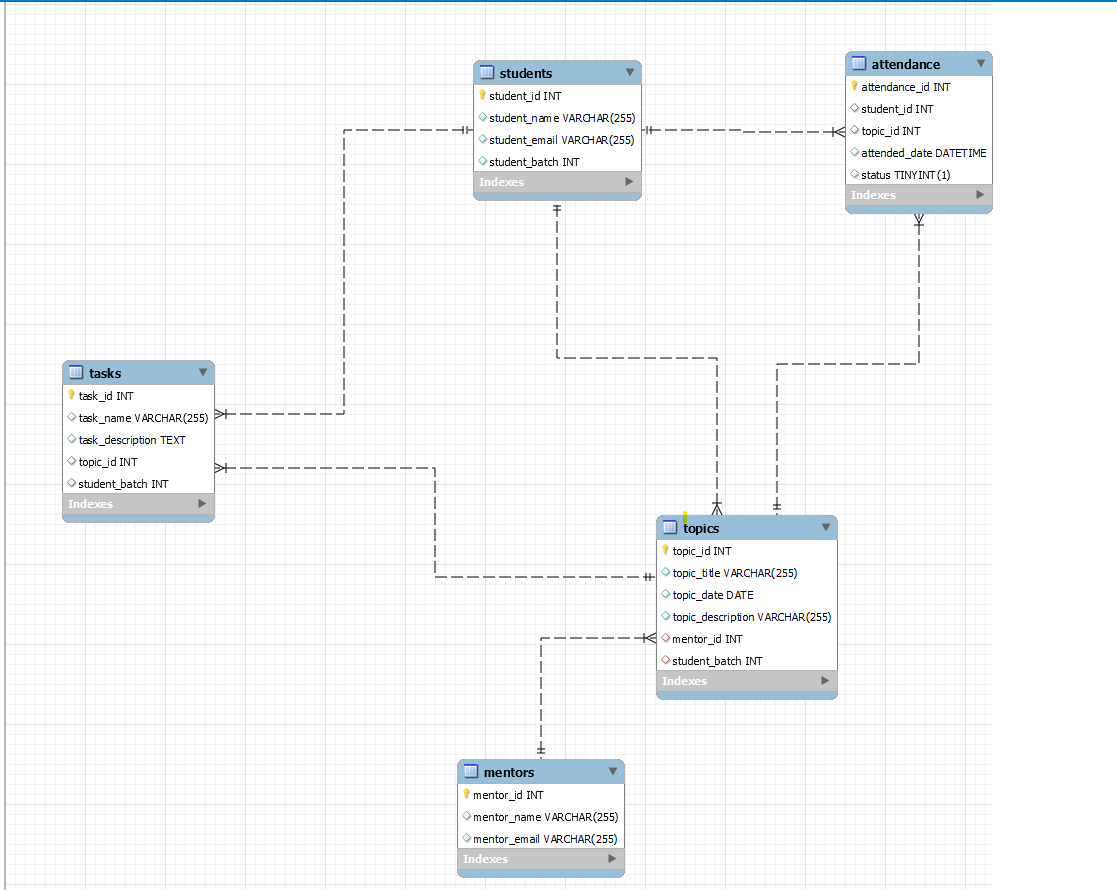 students
student_id INT
student_name VARCHAR(255)
student_email VARCHAR(255)
student_batch INT
Indexes
attendance
attendance_id INT
student_id INT
topic_id INT
attended_date DATETIME
status TINYINT(1)
Indexes
tasks
task_id INT
task_name VARCHAR(255)
task_description TEXT
topic_id INT
student_batch INT
Indexes
topics
topic_id INT
topic_title VARCHAR(255)
topic_date DATE
topic_description VARCHAR(255)
mentor_id INT
student_batch INT
Indexes
mentors
mentor_id INT
mentor_name VARCHAR(255)
mentor_email VARCHAR(255)
Indexes